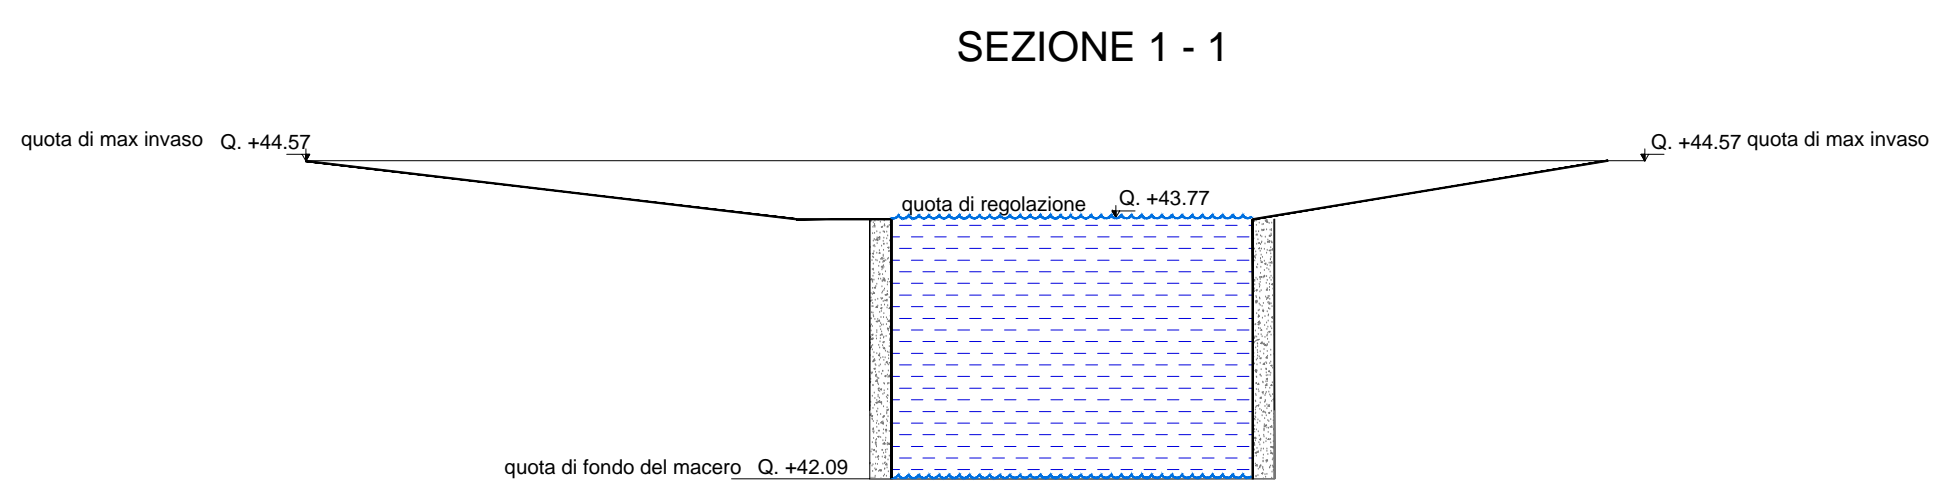 SEZIONE 1 - 1
quota di max invaso Q. +44.57
Q. +44.57 quota di max invaso
quota di regolazione Q. +43.77
quota di fondo del macero Q. +42.09